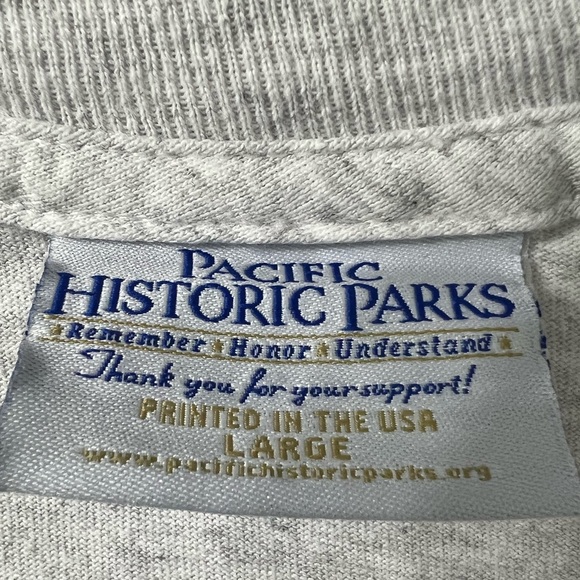 PACIFIC
HISTORIC PARKS
Remember ★ Honor ★ Understand
Thank you for your support!
PRINTED IN THE USA
LARGE
www.pacifichistoricparks.org